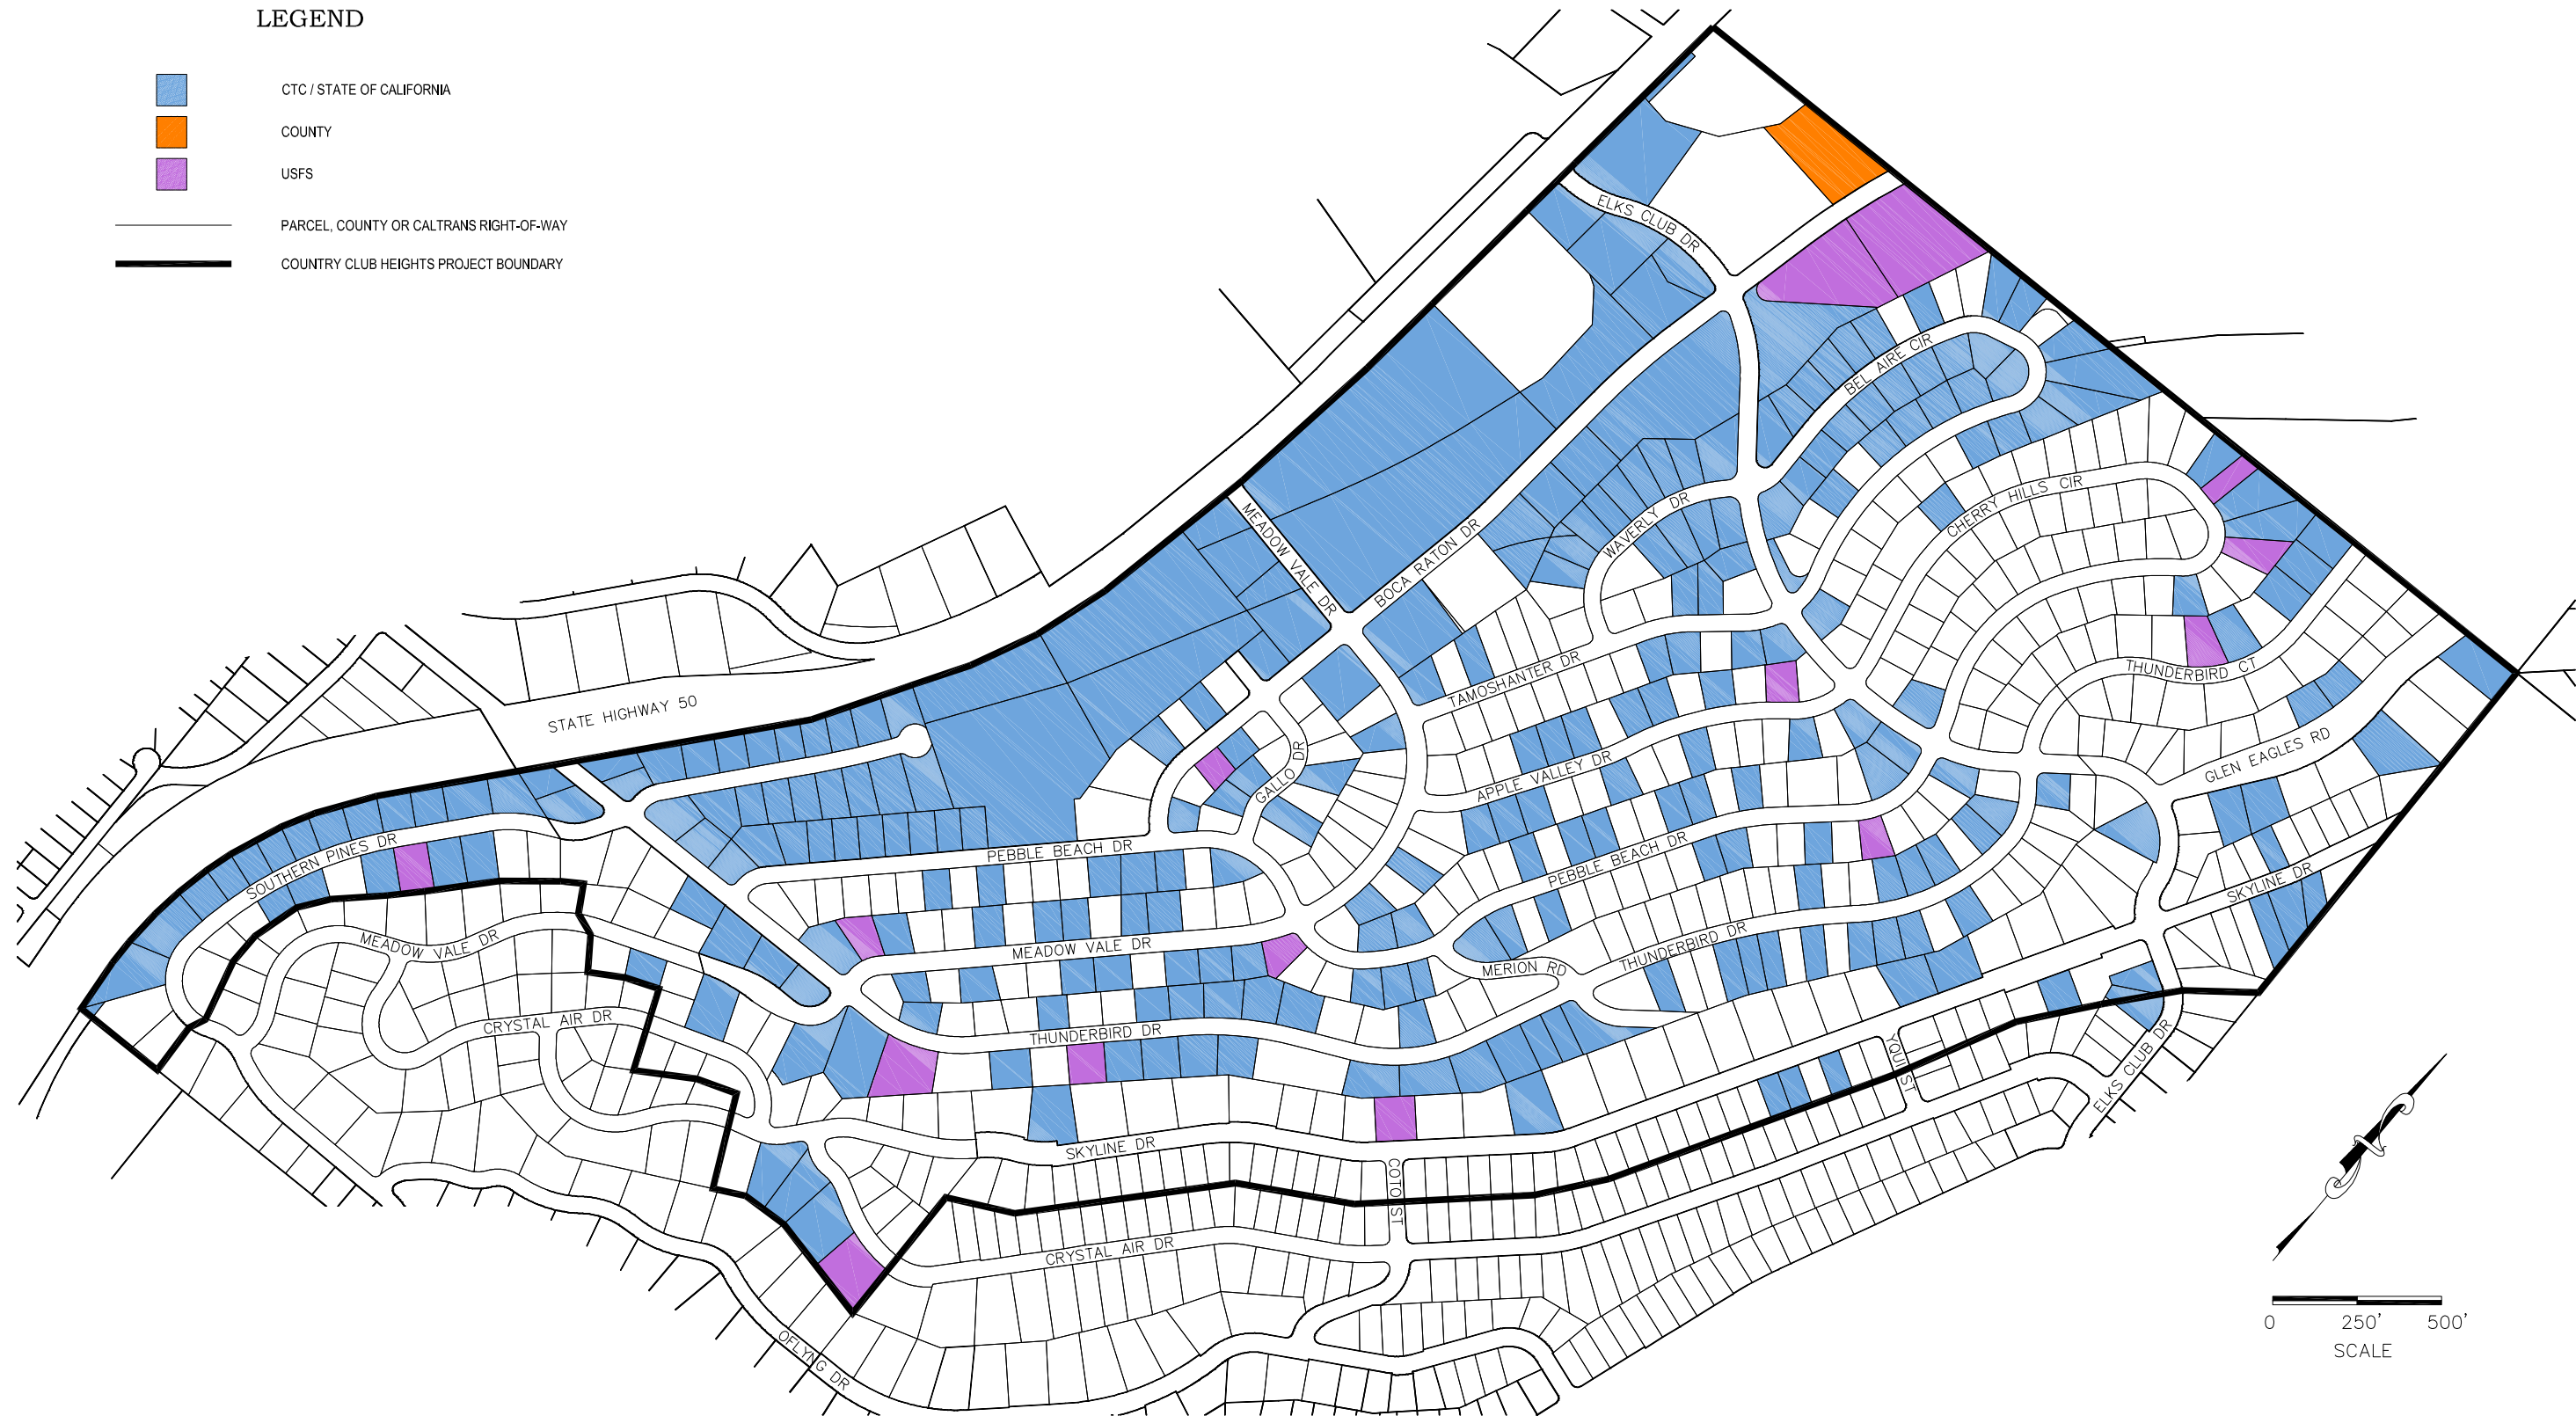 LEGEND
CTC / STATE OF CALIFORNIA
COUNTY
USFS
PARCEL, COUNTY OR CALTRANS RIGHT-OF-WAY
COUNTRY CLUB HEIGHTS PROJECT BOUNDARY
ELKS CLUB DR
BEL AIRE CIR
CHERRY HILLS CIR
WAVERLY DR
MEADOW VALE DR
BOCA RATON DR
TAMOSHANTER DR
THUNDERBIRD CT
STATE HIGHWAY 50
GALLO DR
APPLE VALLEY DR
GLEN EAGLES RD
SOUTHERN PINES DR
PEBBLE BEACH DR
PEBBLE BEACH DR
SKYLINE DR
MEADOW VALE DR
MEADOW VALE DR
THUNDERBIRD DR
MERION RD
CRYSTAL AIR DR
THUNDERBIRD DR
YQUI ST
ELKS CLUB DR
SKYLINE DR
COTO ST
CRYSTAL AIR DR
OFLYNG DR
0 250' 500'
SCALE